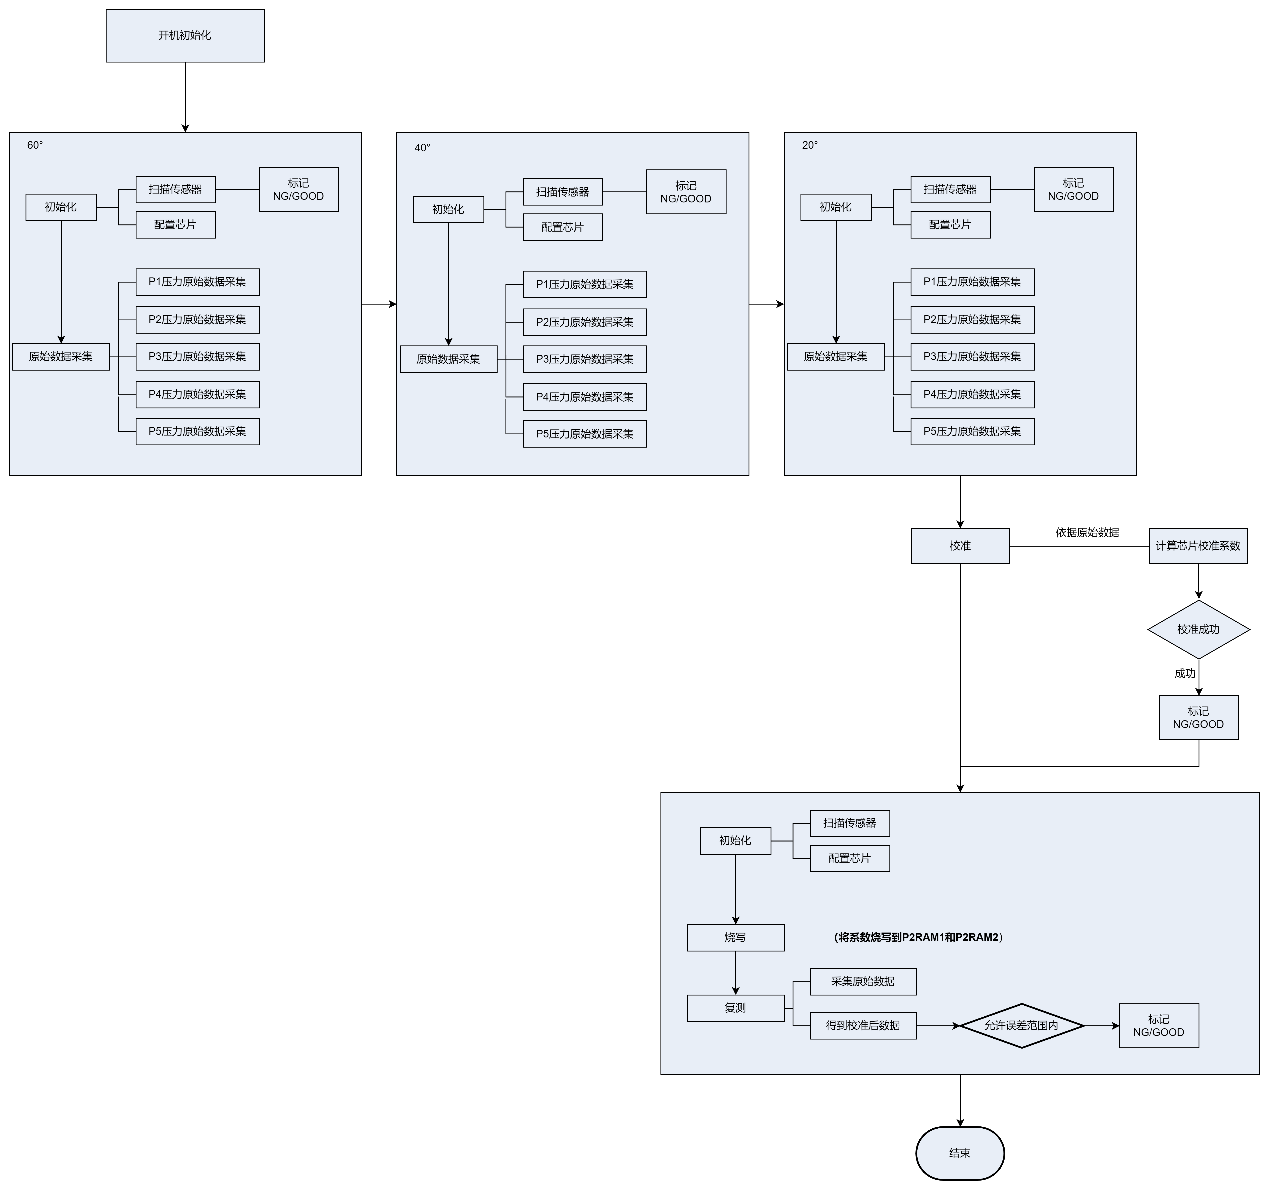 开机初始化
60°
初始化
扫描传感器
标记
NG/GOOD
配置芯片
P1压力原始数据采集
P2压力原始数据采集
原始数据采集
P3压力原始数据采集
P4压力原始数据采集
P5压力原始数据采集
40°
初始化
扫描传感器
标记
NG/GOOD
配置芯片
P1压力原始数据采集
P2压力原始数据采集
原始数据采集
P3压力原始数据采集
P4压力原始数据采集
P5压力原始数据采集
20°
初始化
扫描传感器
标记
NG/GOOD
配置芯片
P1压力原始数据采集
P2压力原始数据采集
原始数据采集
P3压力原始数据采集
P4压力原始数据采集
P5压力原始数据采集
校准
依据原始数据
计算芯片校准系数
校准成功
成功
标记
NG/GOOD
初始化
扫描传感器
配置芯片
烧写
（将系数烧写到P2RAM1和P2RAM2）
复测
采集原始数据
得到校准后数据
允许误差范围内
标记
NG/GOOD
结束